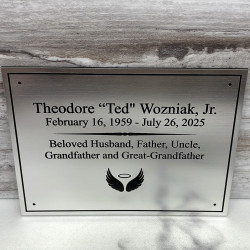 Theodore “Ted" Wozniak, Jr.
February 16, 1959 - July 26, 2025
Beloved Husband, Father, Uncle,
Grandfather and Great-Grandfather